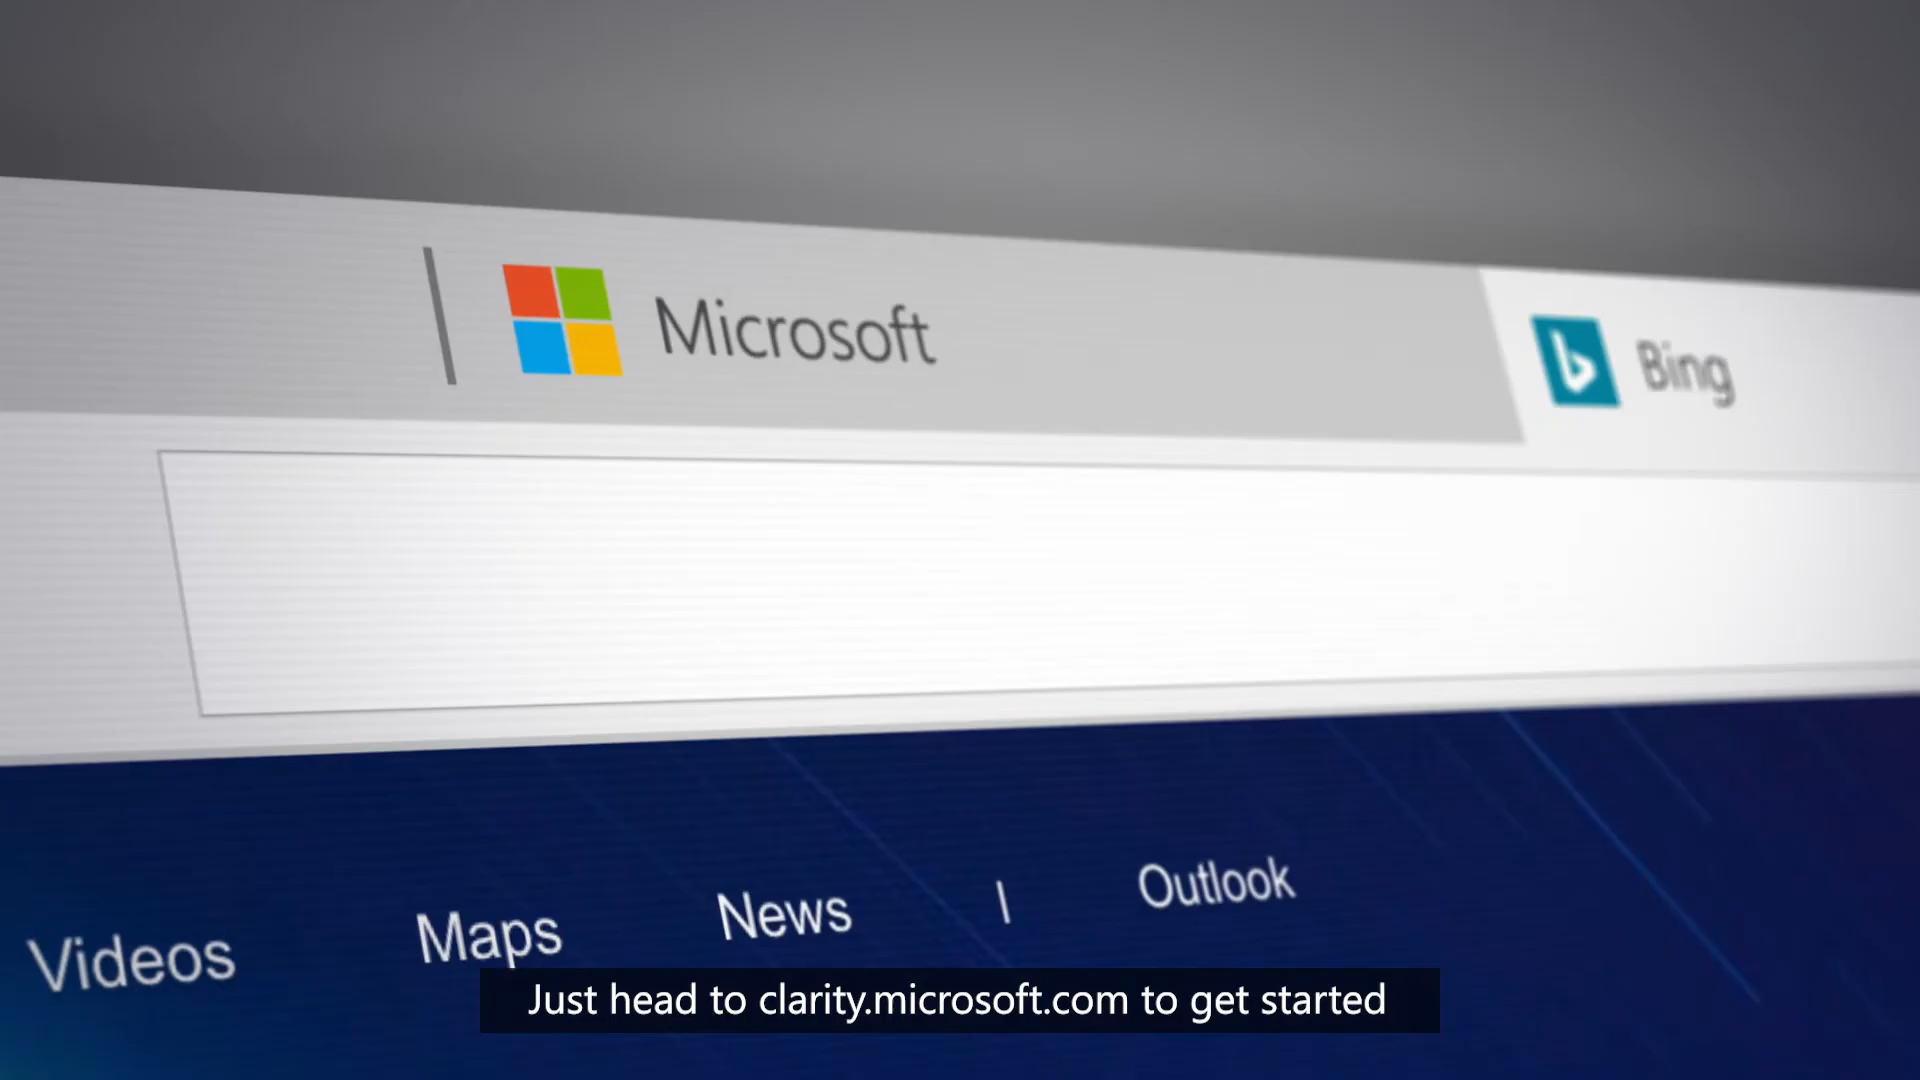 Microsoft
Bing
Videos
Maps
News
|
Outlook
Just head to clarity.microsoft.com to get started